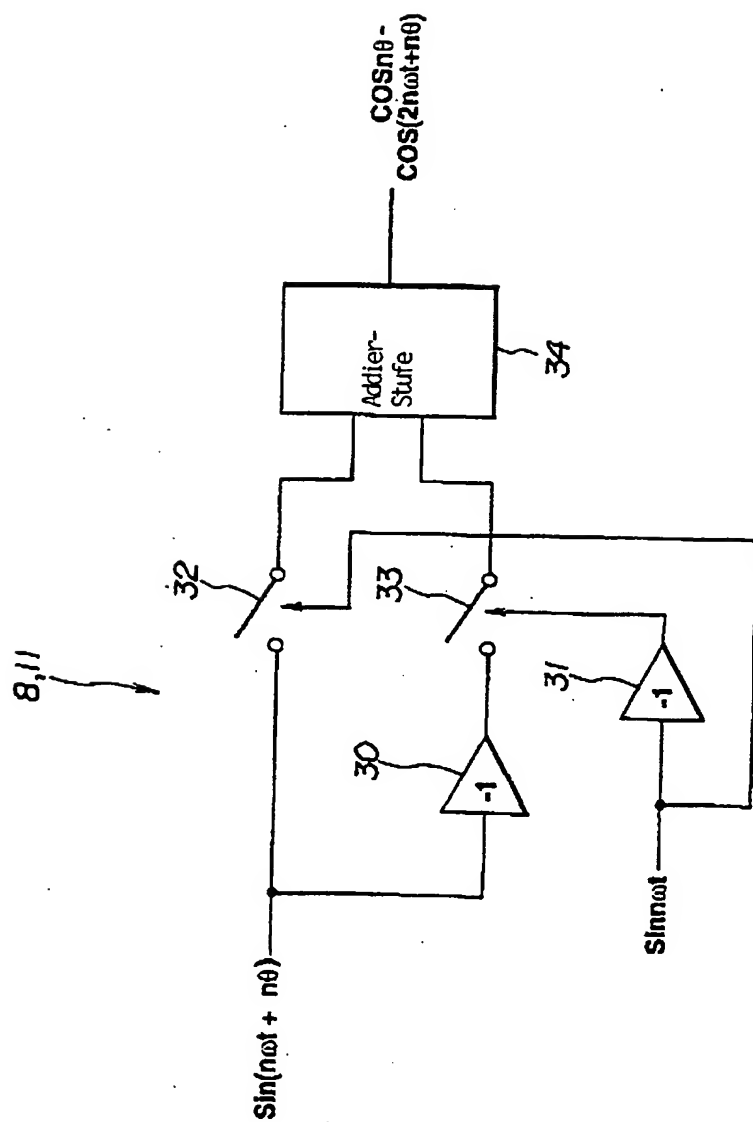 8,11
32
Sin(nωt + nθ)
Addier-
Stufe
COSnθ-
COS(2nωt+nθ)
30
-1
33
34
Sinnωt
31
-1